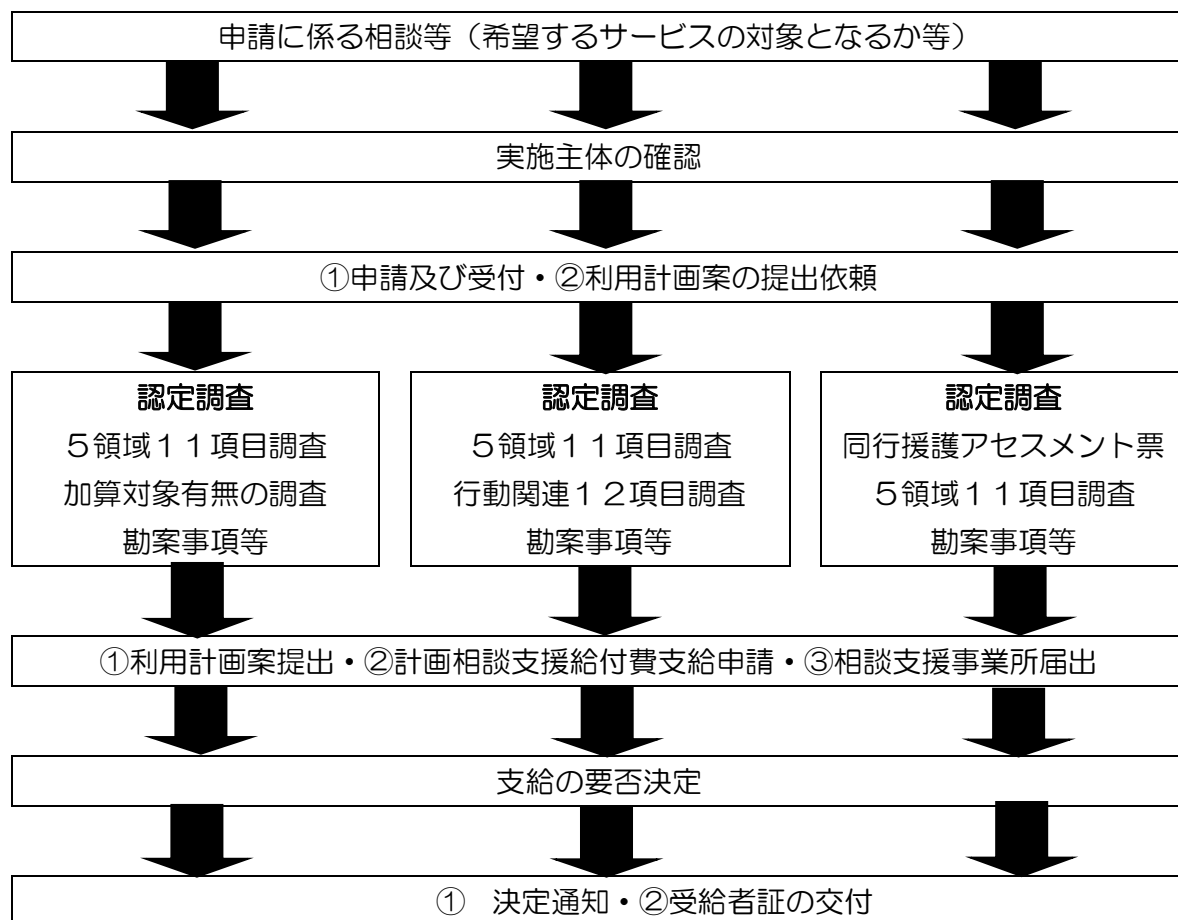 申請に係る相談等（希望するサービスの対象となるか等）
実施主体の確認
①申請及び受付・②利用計画案の提出依頼
認定調査
５領域１１項目調査
加算対象有無の調査
勘案事項等
認定調査
５領域１１項目調査
行動関連１２項目調査
勘案事項等
認定調査
同行援護アセスメント票
５領域１１項目調査
勘案事項等
①利用計画案提出・②計画相談支援給付費支給申請・③相談支援事業所届出
支給の要否決定
①　決定通知・②受給者証の交付